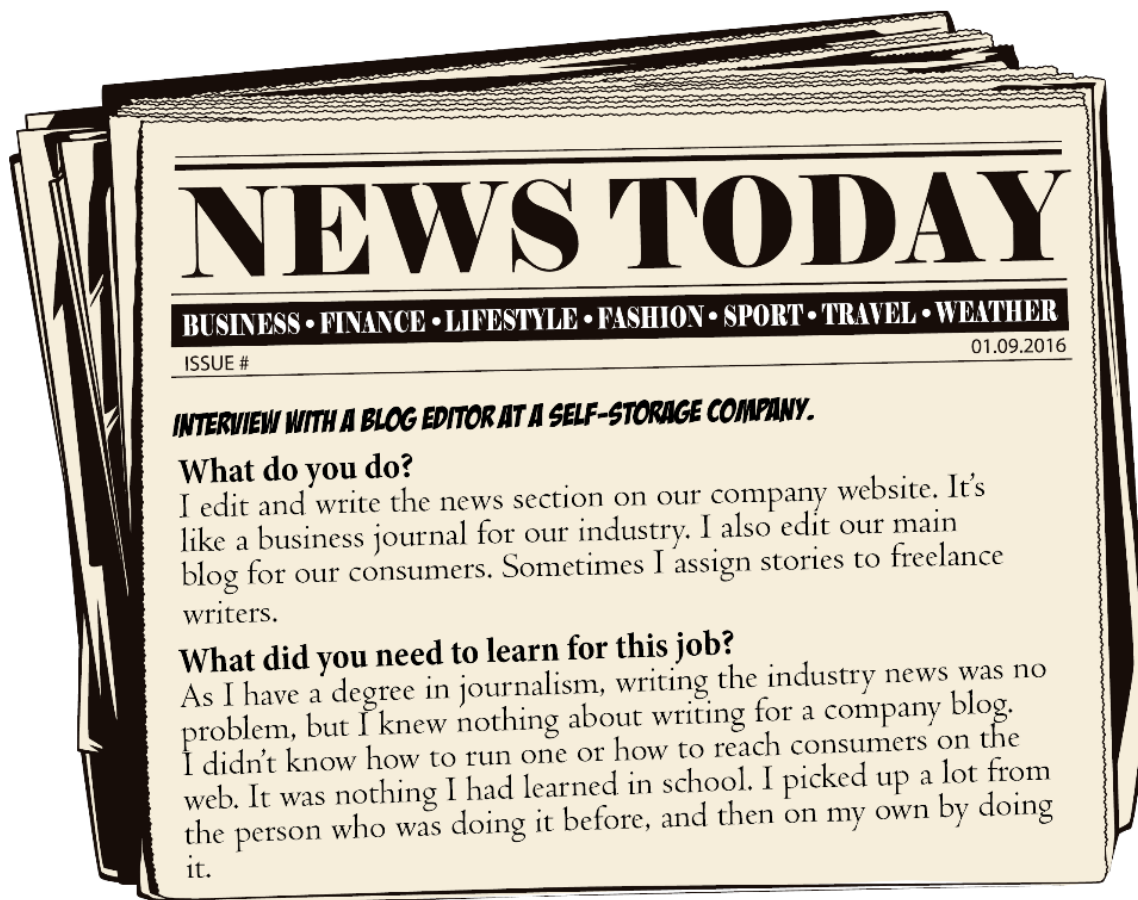 NEWS TODAY
BUSINESS • FINANCE • LIFESTYLE • FASHION • SPORT • TRAVEL • WEATHER
ISSUE #
01.09.2016
INTERVIEW WITH A BLOG EDITOR AT A SELF-STORAGE COMPANY.
What do you do?
I edit and write the news section on our company website. It's
like a business journal for our industry. I also edit our main
blog for our consumers. Sometimes I assign stories to freelance
writers.
What did you need to learn for this job?
As I have a degree in journalism, writing the industry news was no
problem, but I knew nothing about writing for a company blog.
I didn't know how to run one or how to reach consumers on the
web. It was nothing I had learned in school. I picked up a lot from
the person who was doing it before, and then on my own by doing
it.